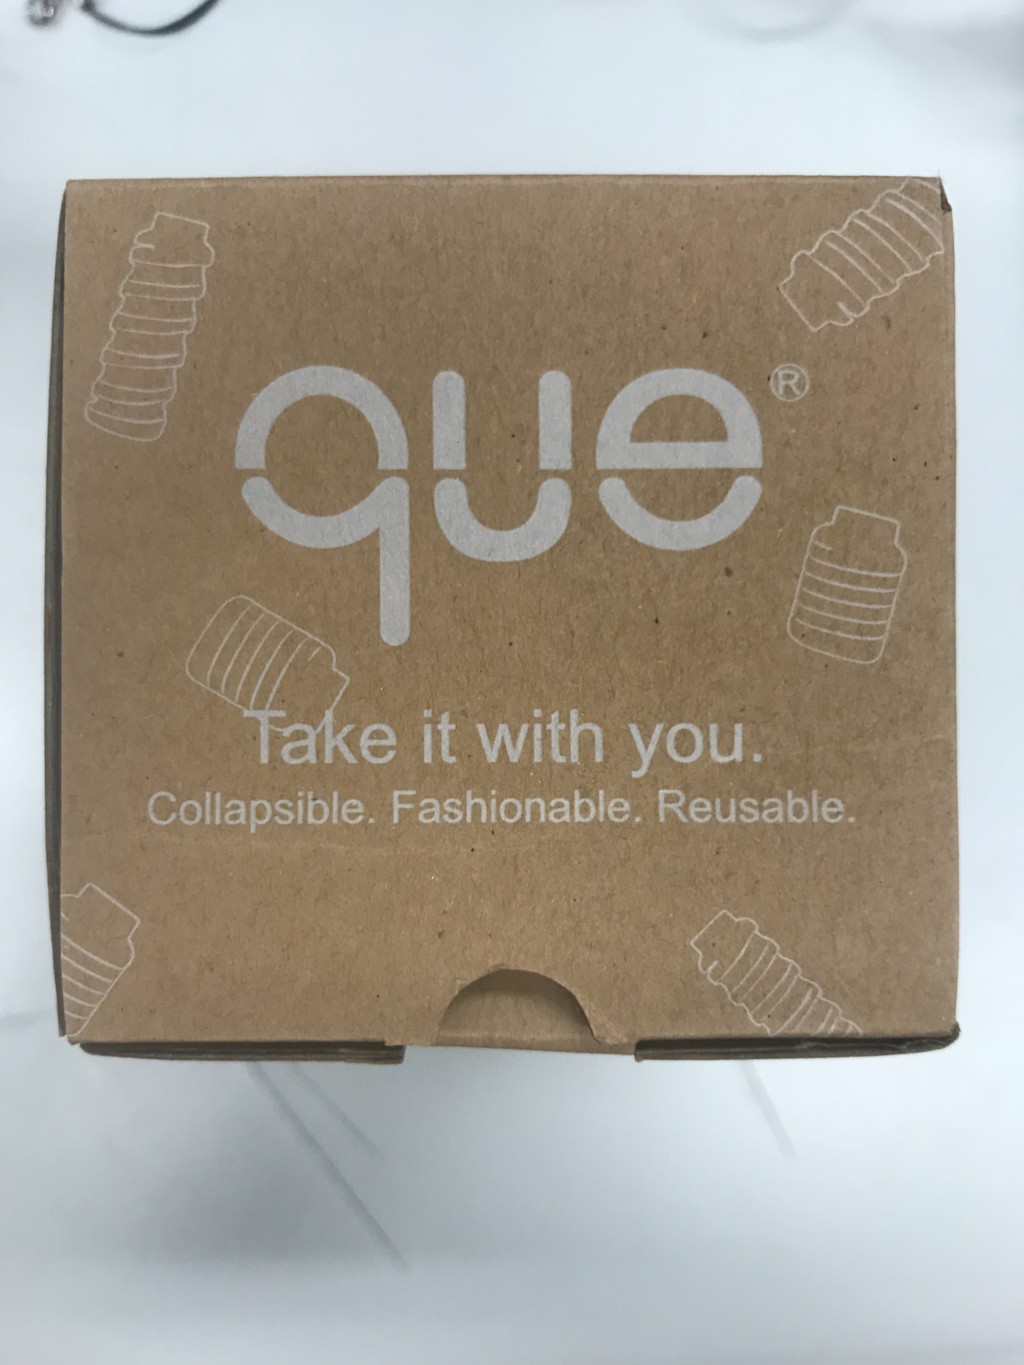 que®
Take it with you.
Collapsible. Fashionable. Reusable.